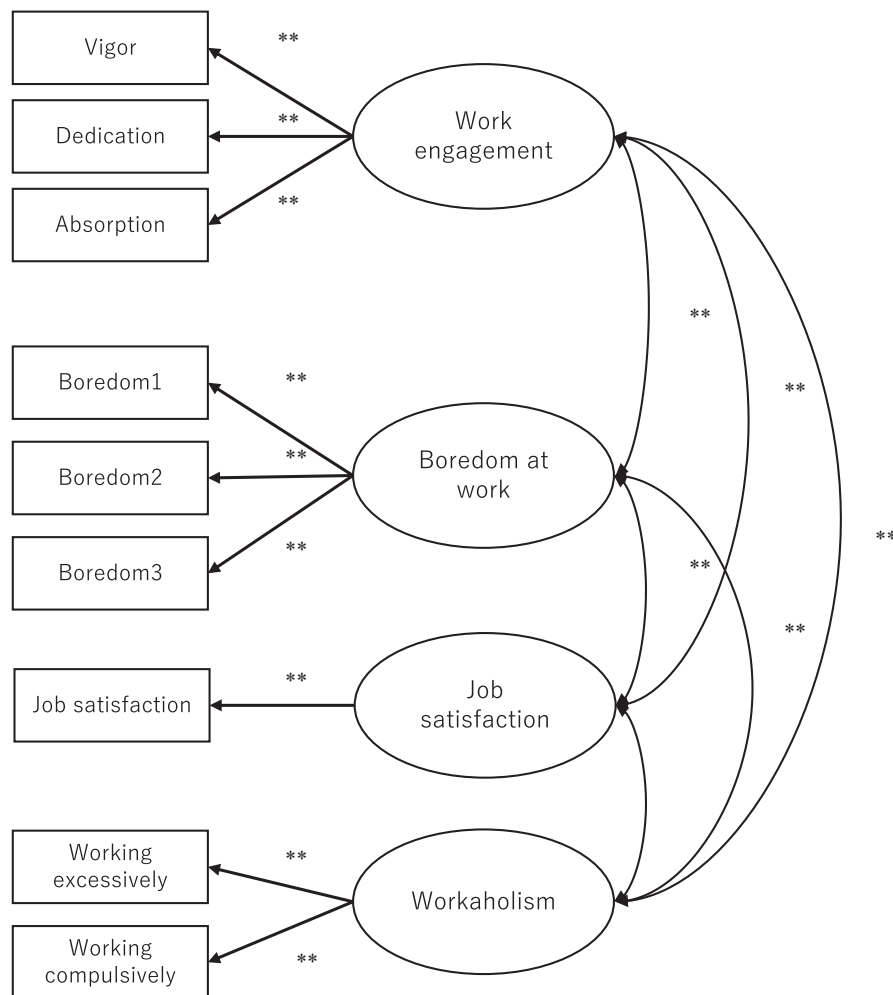 Vigor
**
Dedication
**
Absorption
**
Work
engagement
**
**
Boredom1
**
Boredom2
**
Boredom3
**
Boredom at
work
**
**
**
Job satisfaction
**
Job
satisfaction
Working
excessively
**
Working
compulsively
**
Workaholism